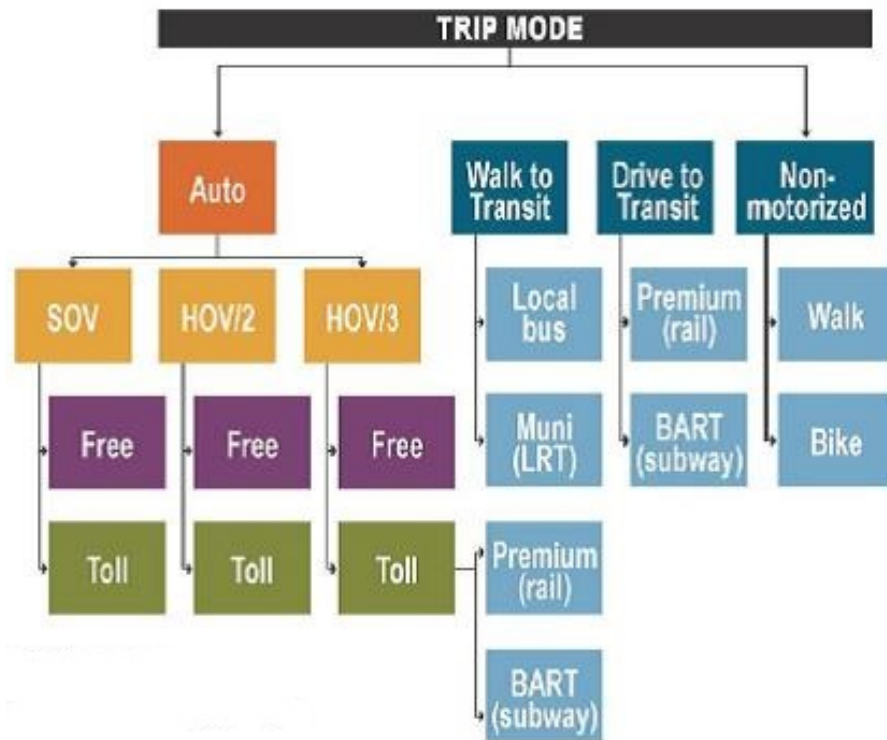 TRIP MODE
Auto
Walk to
Transit
Drive to
Transit
Non-
motorized
SOV
HOV/2
HOV/3
Local
bus
Premium
(rail)
Walk
Free
Free
Free
Muni
(LRT)
BART
(subway)
Bike
Toll
Toll
Toll
Premium
(rail)
BART
(subway)